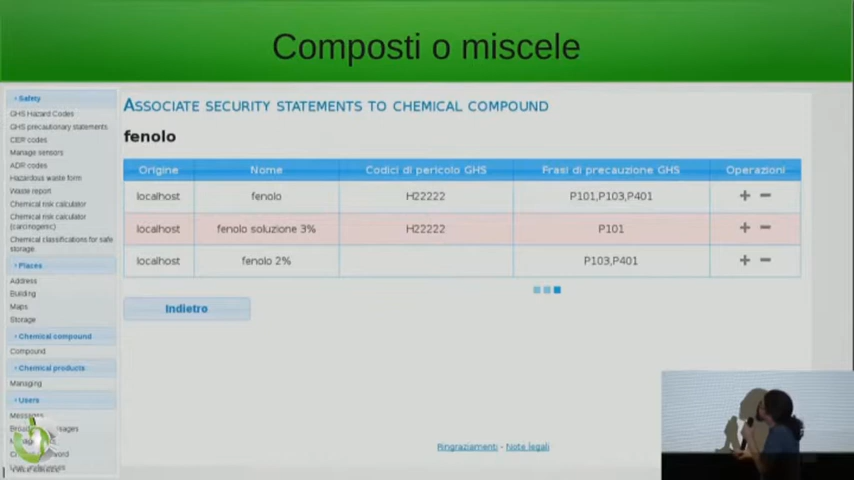 Composti o miscele
Safety
GHS Hazard Codes
GHS precautionary statements
CER codes
Manage sensors
ADR codes
Hazardous waste form
Waste report
Chemical risk calculator
Chemical risk calculator
(carcinogenic)
Chemical classifications for safe
storage
Places
Address
Building
Maps
Storage
Chemical compound
Compound
Chemical products
Managing
Users
Messages
ASSOCIATE SECURITY STATEMENTS TO CHEMICAL COMPOUND
fenolo
Origine Nome Codici di pericolo GHS Frasi di precauzione GHS Operazioni
localhost fenolo H22222 P101,P103,P401 + −
localhost fenolo soluzione 3% H22222 P101 + −
localhost fenolo 2% P103,P401 + −
Indietro
Ringraziamenti - Note legali